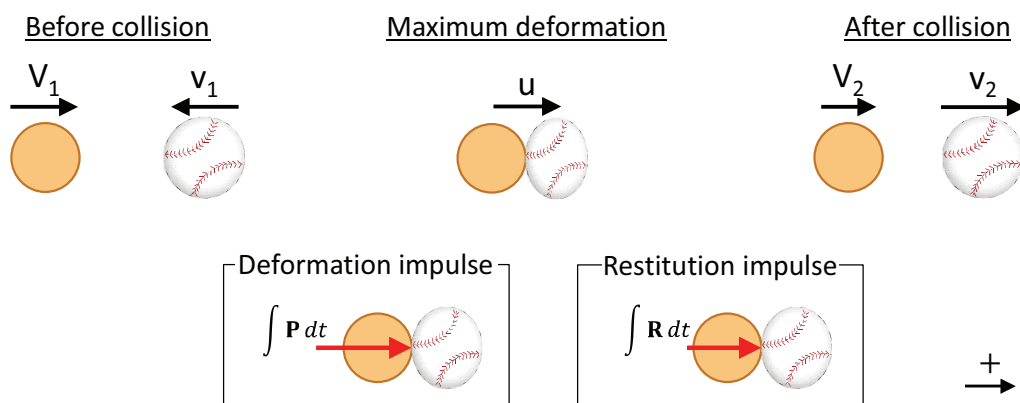 Before collision
Maximum deformation
After collision
V₁
v₁
u
V₂
v₂
Deformation impulse
Restitution impulse
∫ P dt
∫ R dt
+